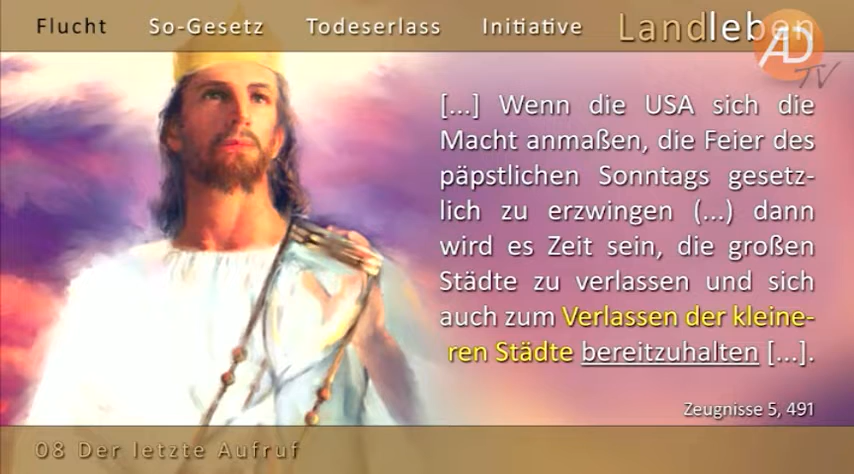 Flucht So-Gesetz Todeserlass Initiative Landleben
AD
TV
[...] Wenn die USA sich die
Macht anmaßen, die Feier des
päpstlichen Sonntags gesetz-
lich zu erzwingen (...) dann
wird es Zeit sein, die großen
Städte zu verlassen und sich
auch zum Verlassen der kleine-
ren Städte bereitzuhalten [...].
Zeugnisse 5, 491
08 Der letzte Aufruf